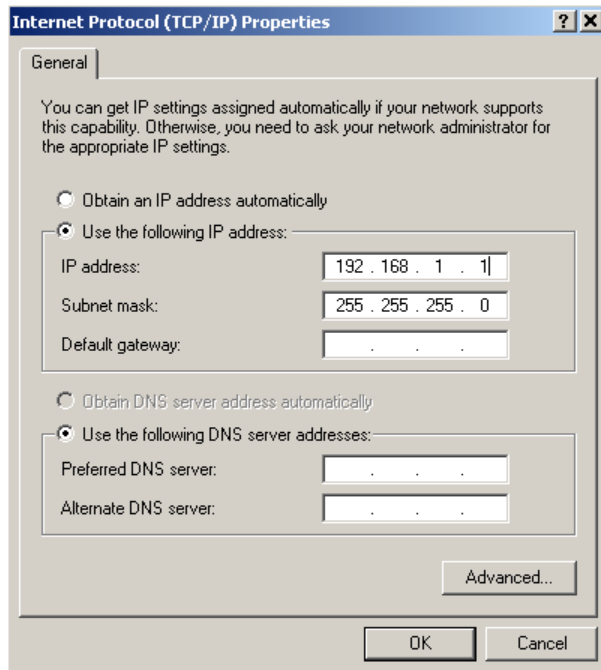 Internet Protocol (TCP/IP) Properties
General
You can get IP settings assigned automatically if your network supports
this capability. Otherwise, you need to ask your network administrator for
the appropriate IP settings.
Obtain an IP address automatically
Use the following IP address:
IP address: 192 . 168 . 1 . 1
Subnet mask: 255 . 255 . 255 . 0
Default gateway: . . .
Obtain DNS server address automatically
Use the following DNS server addresses:
Preferred DNS server: . . .
Alternate DNS server: . . .
Advanced...
OK Cancel